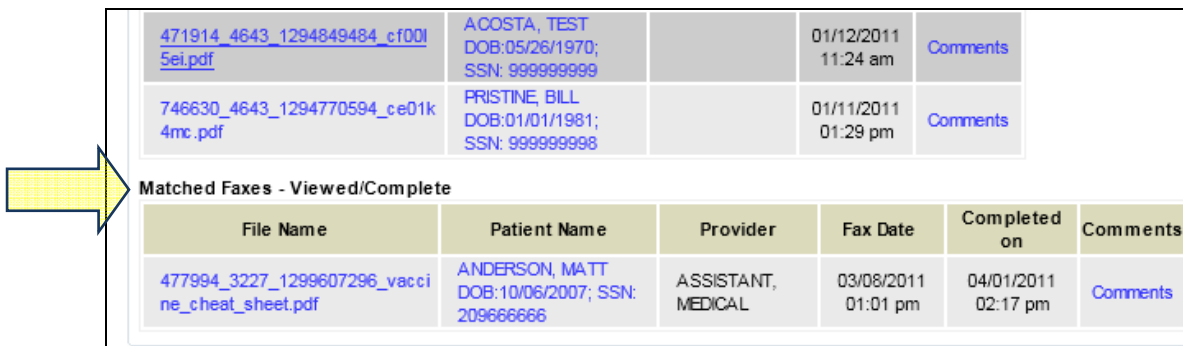 471914_4643_1294849484_cf00l
5ei.pdf
ACOSTA, TEST
DOB:05/26/1970;
SSN: 999999999
01/12/2011
11:24 am
Comments
746630_4643_1294770594_ce01k
4mc.pdf
PRISTINE, BILL
DOB:01/01/1981;
SSN: 999999998
01/11/2011
01:29 pm
Comments
Matched Faxes - Viewed/Complete
File Name
Patient Name
Provider
Fax Date
Completed
on
Comments
477994_3227_1299607296_vacci
ne_cheat_sheet.pdf
ANDERSON, MATT
DOB:10/06/2007; SSN:
209666666
ASSISTANT,
MEDICAL
03/08/2011
01:01 pm
04/01/2011
02:17 pm
Comments